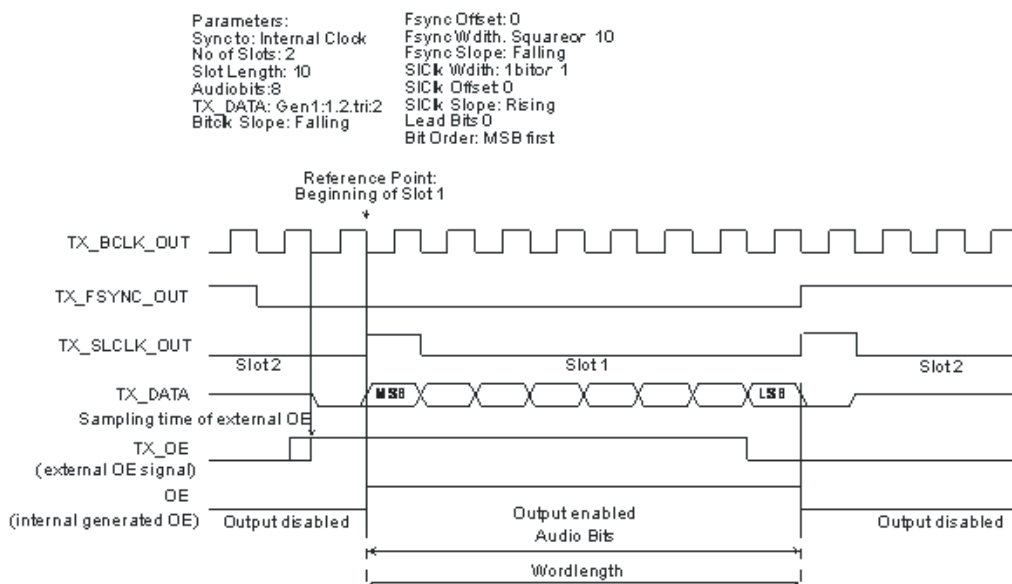 Parameters:
Sync to: Internal Clock
No of Slots: 2
Slot Length: 10
Audiobits:8
TX_DATA: Gen1:1.2.tri:2
Bitclk Slope: Falling
Fsync Offset: 0
Fsync Wdith. Squareor 10
Fsync Slope: Falling
SlClk Wdith: 1bitor 1
SlClk Offset: 0
SlClk Slope: Rising
Lead Bits 0
Bit Order: MSB first
Reference Point:
Beginning of Slot 1
TX_BCLK_OUT
TX_FSYNC_OUT
TX_SLCLK_OUT
Slot 2
Slot 1
Slot 2
TX_DATA
MSB
LSB
Sampling time of external OE
TX_OE
(external OE signal)
OE
(internal generated OE)
Output disabled
Output enabled
Output disabled
Audio Bits
Wordlength